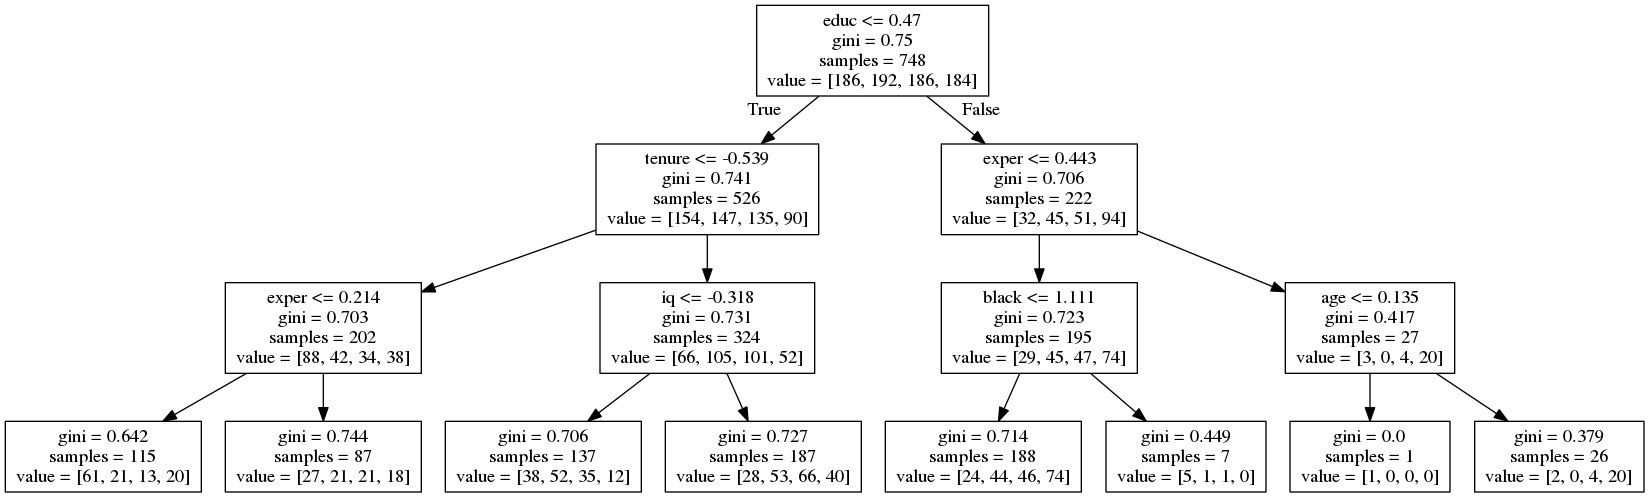 educ <= 0.47
gini = 0.75
samples = 748
value = [186, 192, 186, 184]
True
False
tenure <= -0.539
gini = 0.741
samples = 526
value = [154, 147, 135, 90]
exper <= 0.443
gini = 0.706
samples = 222
value = [32, 45, 51, 94]
exper <= 0.214
gini = 0.703
samples = 202
value = [88, 42, 34, 38]
iq <= -0.318
gini = 0.731
samples = 324
value = [66, 105, 101, 52]
black <= 1.111
gini = 0.723
samples = 195
value = [29, 45, 47, 74]
age <= 0.135
gini = 0.417
samples = 27
value = [3, 0, 4, 20]
gini = 0.642
samples = 115
value = [61, 21, 13, 20]
gini = 0.744
samples = 87
value = [27, 21, 21, 18]
gini = 0.706
samples = 137
value = [38, 52, 35, 12]
gini = 0.727
samples = 187
value = [28, 53, 66, 40]
gini = 0.714
samples = 188
value = [24, 44, 46, 74]
gini = 0.449
samples = 7
value = [5, 1, 1, 0]
gini = 0.0
samples = 1
value = [1, 0, 0, 0]
gini = 0.379
samples = 26
value = [2, 0, 4, 20]